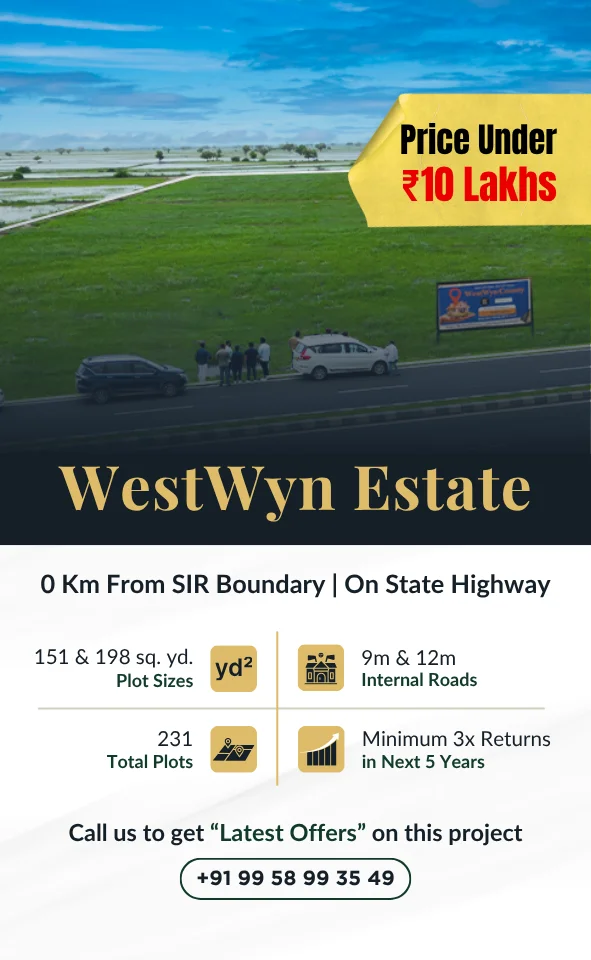 Price Under
₹10 Lakhs
WestWyn Estate
0 Km From SIR Boundary | On State Highway
151 & 198 sq. yd.
Plot Sizes
yd²
9m & 12m
Internal Roads
231
Total Plots
Minimum 3x Returns
in Next 5 Years
Call us to get “Latest Offers” on this project
+91 99 58 99 35 49